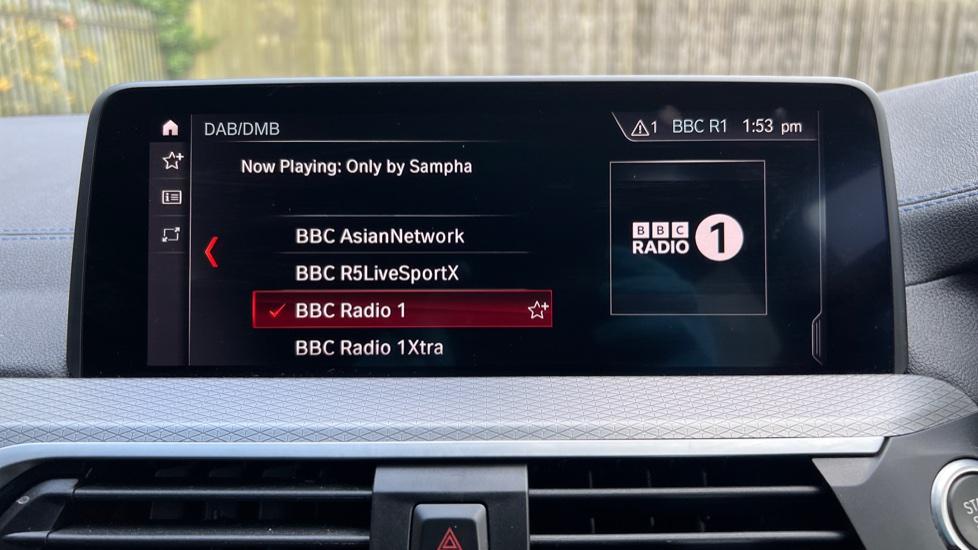 DAB/DMB
1 BBC R1 1:53 pm
Now Playing: Only by Sampha
BBC AsianNetwork
BBC R5LiveSportX
BBC Radio 1
BBC Radio 1Xtra
BBC
RADIO 1